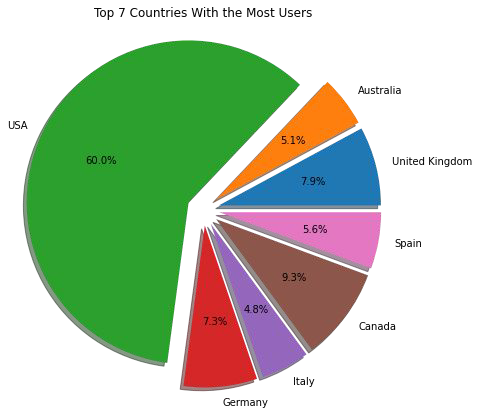 Top 7 Countries With the Most Users
Australia
5.1%
USA
60.0%
United Kingdom
7.9%
5.6%
Spain
9.3%
Canada
4.8%
Italy
7.3%
Germany